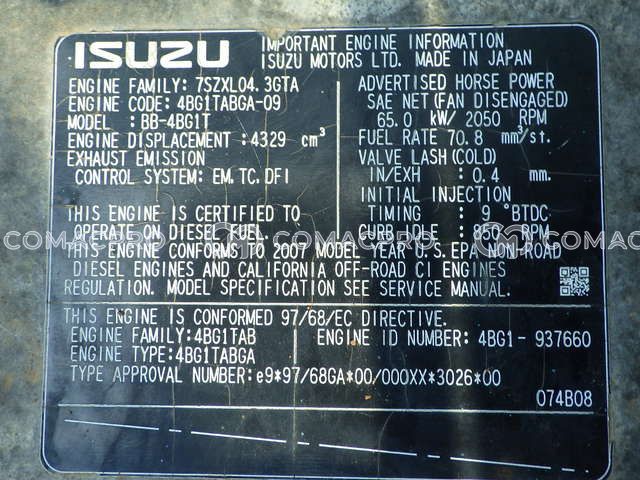 ISUZU
IMPORTANT ENGINE INFORMATION
ISUZU MOTORS LTD. MADE IN JAPAN
ENGINE FAMILY: 7SZXL04.3GTA
ENGINE CODE: 4BG1TABGA-09
MODEL : BB-4BG1T
ENGINE DISPLACEMENT: 4329 cm³
EXHAUST EMISSION
CONTROL SYSTEM: EM,TC,DFI
ADVERTISED HORSE POWER
SAE NET(FAN DISENGAGED)
65.0 kW/ 2050 RPM
FUEL RATE 70.8 mm³/st.
VALVE LASH(COLD)
IN/EXH : 0.4 mm.
INITIAL INJECTION
TIMING : 9 °BTDC
CURB IDLE : 850 RPM
THIS ENGINE IS CERTIFIED TO
OPERATE ON DIESEL FUEL.
THIS ENGINE CONFORMS TO 2007 MODEL YEAR U.S.EPA NON-ROAD
DIESEL ENGINES AND CALIFORNIA OFF-ROAD CI ENGINES
REGULATION. MODEL SPECIFICATION SEE SERVICE MANUAL.
THIS ENGINE IS CONFORMED 97/68/EC DIRECTIVE.
ENGINE FAMILY:4BG1TAB
ENGINE ID NUMBER: 4BG1- 937660
ENGINE TYPE:4BG1TABGA
TYPE APPROVAL NUMBER:e9*97/68GA*00/000XX*3026*00
074B08
COMACPRO COMACPRO COMACPRO